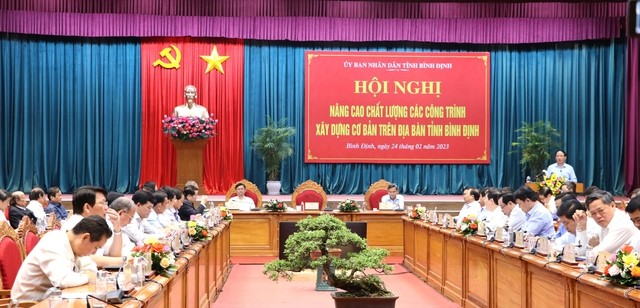 ỦY BAN NHÂN DÂN TỈNH BÌNH ĐỊNH
HỘI NGHỊ
NÂNG CAO CHẤT LƯỢNG CÁC CÔNG TRÌNH
XÂY DỰNG CƠ BẢN TRÊN ĐỊA BÀN TỈNH BÌNH ĐỊNH
Bình Định, ngày 24 tháng 02 năm 2023